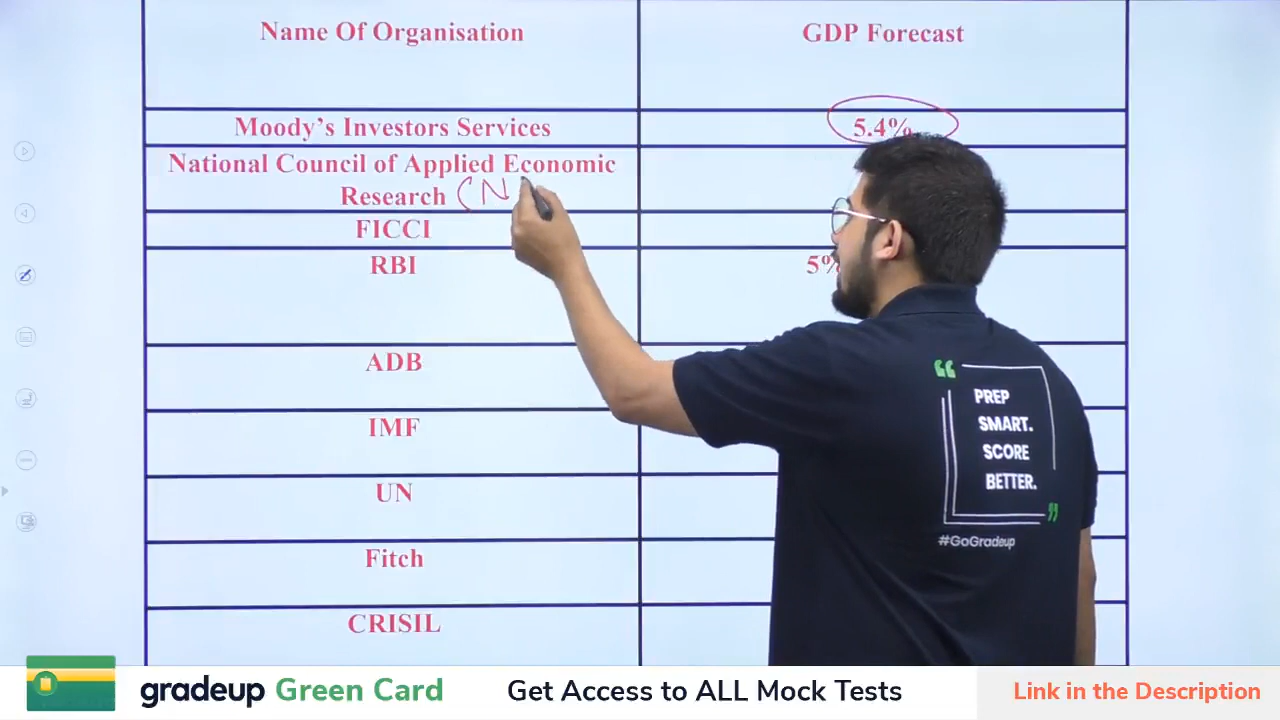 Name Of Organisation GDP Forecast
Moody's Investors Services 5.4%
National Council of Applied Economic
Research (N
FICCI
RBI 5%
ADB
IMF
UN
Fitch
CRISIL
“
PREP
SMART.
SCORE
BETTER.
”
#GoGradeup
gradeup Green Card Get Access to ALL Mock Tests Link in the Description